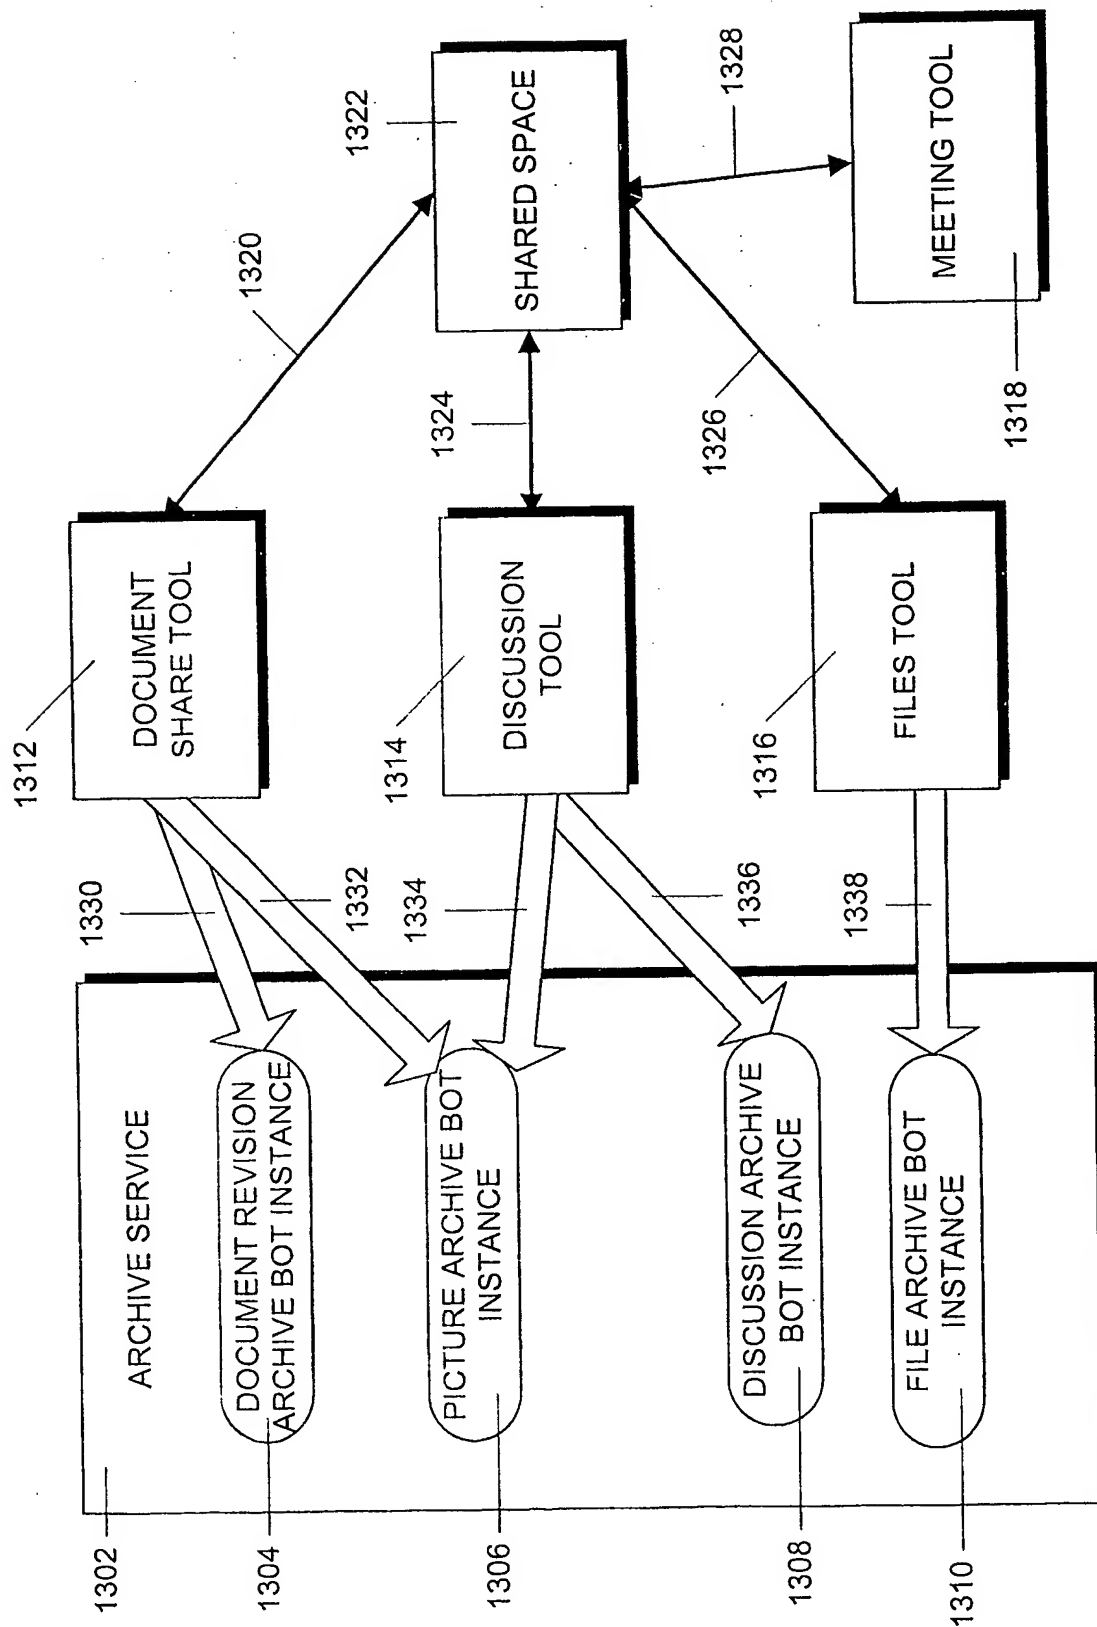 1302
ARCHIVE SERVICE
1304
DOCUMENT REVISION
ARCHIVE BOT INSTANCE
1306
PICTURE ARCHIVE BOT
INSTANCE
1308
DISCUSSION ARCHIVE
BOT INSTANCE
1310
FILE ARCHIVE BOT
INSTANCE
1330
1332
1334
1336
1338
1312
DOCUMENT
SHARE TOOL
1314
DISCUSSION
TOOL
1316
FILES TOOL
1320
1324
1326
1322
SHARED SPACE
1328
1318
MEETING TOOL